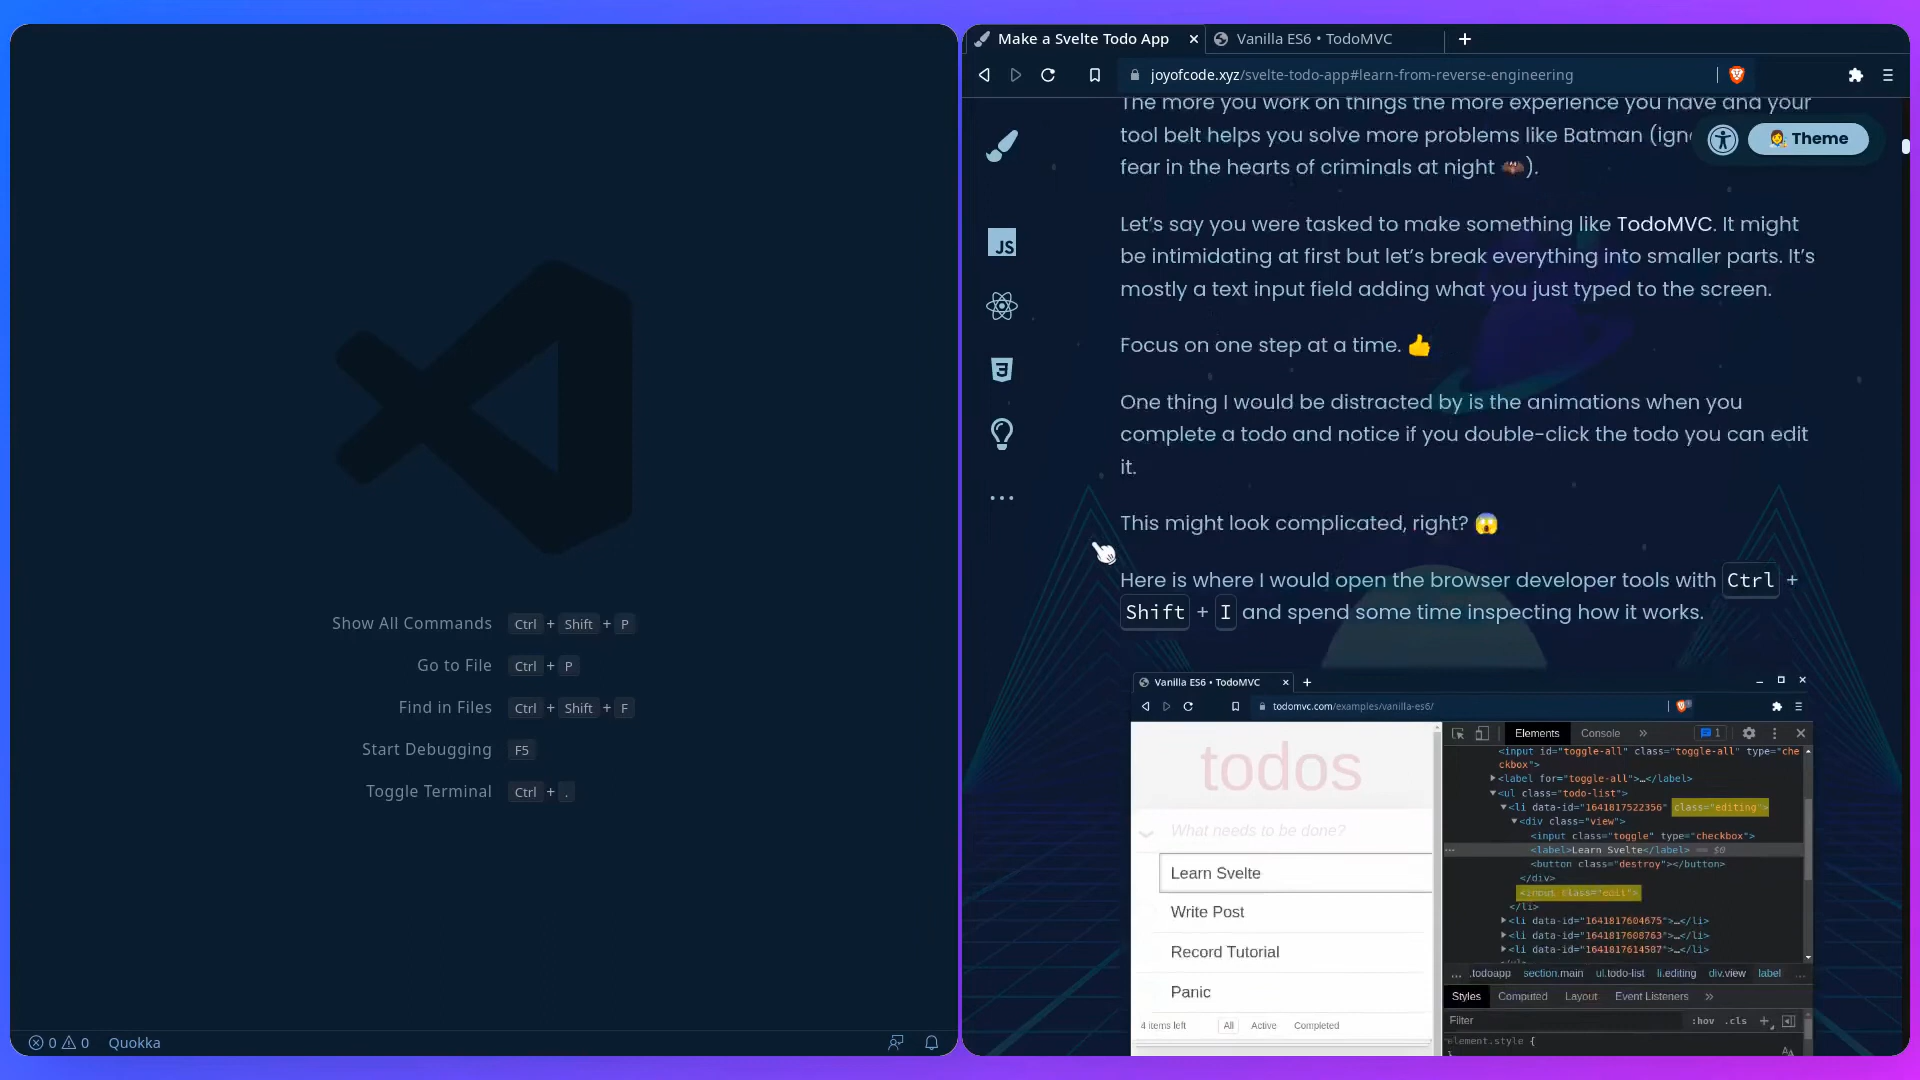 Show All Commands Ctrl + Shift + P
Go to File Ctrl + P
Find in Files Ctrl + Shift + F
Start Debugging F5
Toggle Terminal Ctrl + .
0 0 Quokka
Make a Svelte Todo App
Vanilla ES6 • TodoMVC
joyofcode.xyz/svelte-todo-app#learn-from-reverse-engineering
Theme
JS
The more you work on things the more experience you have and your
tool belt helps you solve more problems like Batman (ign
fear in the hearts of criminals at night 🦇).
Let’s say you were tasked to make something like TodoMVC. It might
be intimidating at first but let’s break everything into smaller parts. It’s
mostly a text input field adding what you just typed to the screen.
Focus on one step at a time. 👍
One thing I would be distracted by is the animations when you
complete a todo and notice if you double-click the todo you can edit
it.
This might look complicated, right? 😱
Here is where I would open the browser developer tools with Ctrl +
Shift + I and spend some time inspecting how it works.
Vanilla ES6 • TodoMVC
todomvc.com/examples/vanilla-es6/
todos
What needs to be done?
Learn Svelte
Write Post
Record Tutorial
Panic
4 items left All Active Completed
Elements Console » 1
<input id="toggle-all" class="toggle-all" type="che
ckbox">
<label for="toggle-all">…</label>
<ul class="todo-list">
<li data-id="1641817522356" class="editing">
<div class="view">
<input class="toggle" type="checkbox">
<label>Learn Svelte</label> == $0
<button class="destroy"></button>
</div>
<input class="edit">
</li>
<li data-id="1641817604675">…</li>
<li data-id="1641817608763">…</li>
<li data-id="1641817614507">…</li>
… .todoapp section.main ul.todo-list li.editing div.view label …
Styles Computed Layout Event Listeners »
Filter :hov .cls +
element.style {